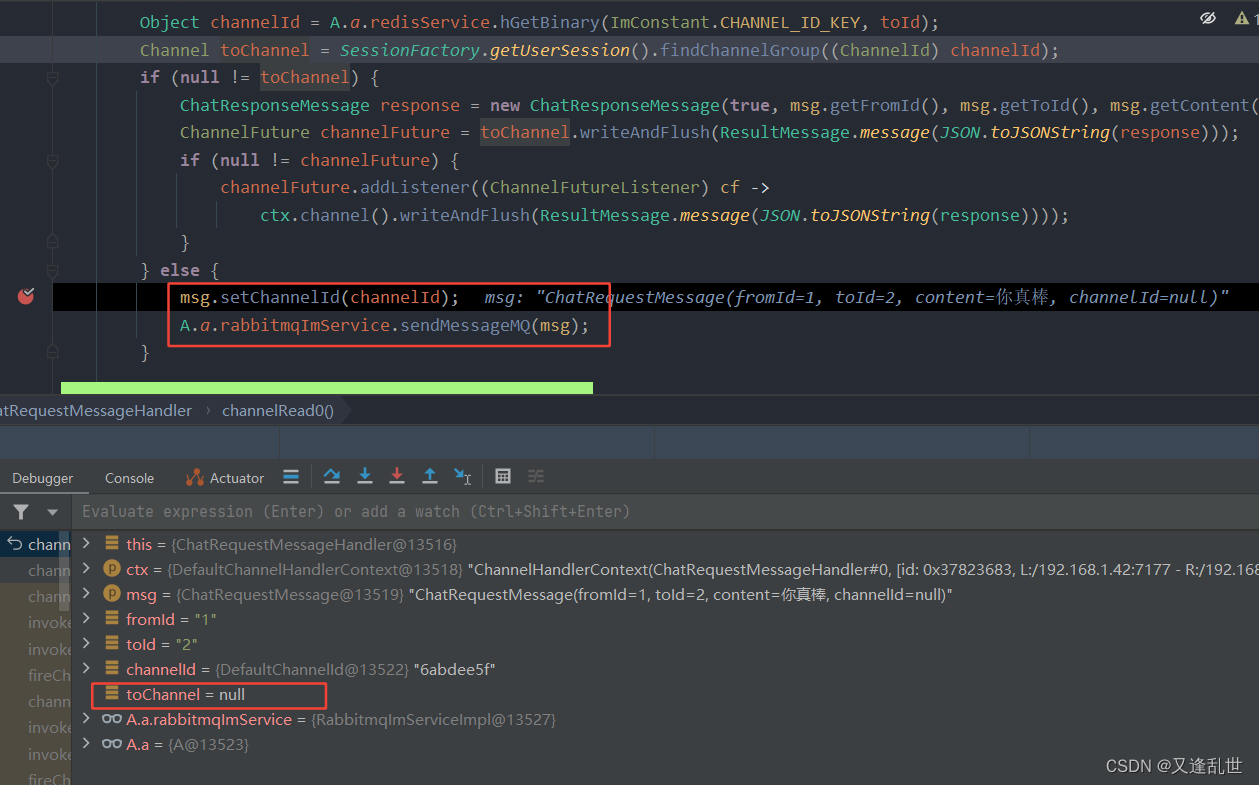 Object channelId = A.a.redisService.hGetBinary(ImConstant.CHANNEL_ID_KEY, toId);
1
Channel toChannel = SessionFactory.getUserSession().findChannelGroup((ChannelId) channelId);
if (null != toChannel) {
ChatResponseMessage response = new ChatResponseMessage(true, msg.getFromId(), msg.getToId(), msg.getContent(
ChannelFuture channelFuture = toChannel.writeAndFlush(ResultMessage.message(JSON.toJSONString(response)));
if (null != channelFuture) {
channelFuture.addListener((ChannelFutureListener) cf ->
ctx.channel().writeAndFlush(ResultMessage.message(JSON.toJSONString(response))));
}
} else {
msg.setChannelId(channelId); msg: "ChatRequestMessage(fromId=1, toId=2, content=你真棒, channelId=null)"
A.a.rabbitmqImService.sendMessageMQ(msg);
}
atRequestMessageHandler › channelRead0()
Debugger Console Actuator
Evaluate expression (Enter) or add a watch (Ctrl+Shift+Enter)
chann this = {ChatRequestMessageHandler@13516}
chann ctx = {DefaultChannelHandlerContext@13518} "ChannelHandlerContext(ChatRequestMessageHandler#0, [id: 0x37823683, L:/192.168.1.42:7177 - R:/192.168
chann msg = {ChatRequestMessage@13519} "ChatRequestMessage(fromId=1, toId=2, content=你真棒, channelId=null)"
invoke fromId = "1"
invoke toId = "2"
fireCh channelId = {DefaultChannelId@13522} "6abdee5f"
chann toChannel = null
invoke A.a.rabbitmqImService = {RabbitmqImServiceImpl@13527}
invoke A.a = {A@13523}
fireCh
CSDN @又逢乱世